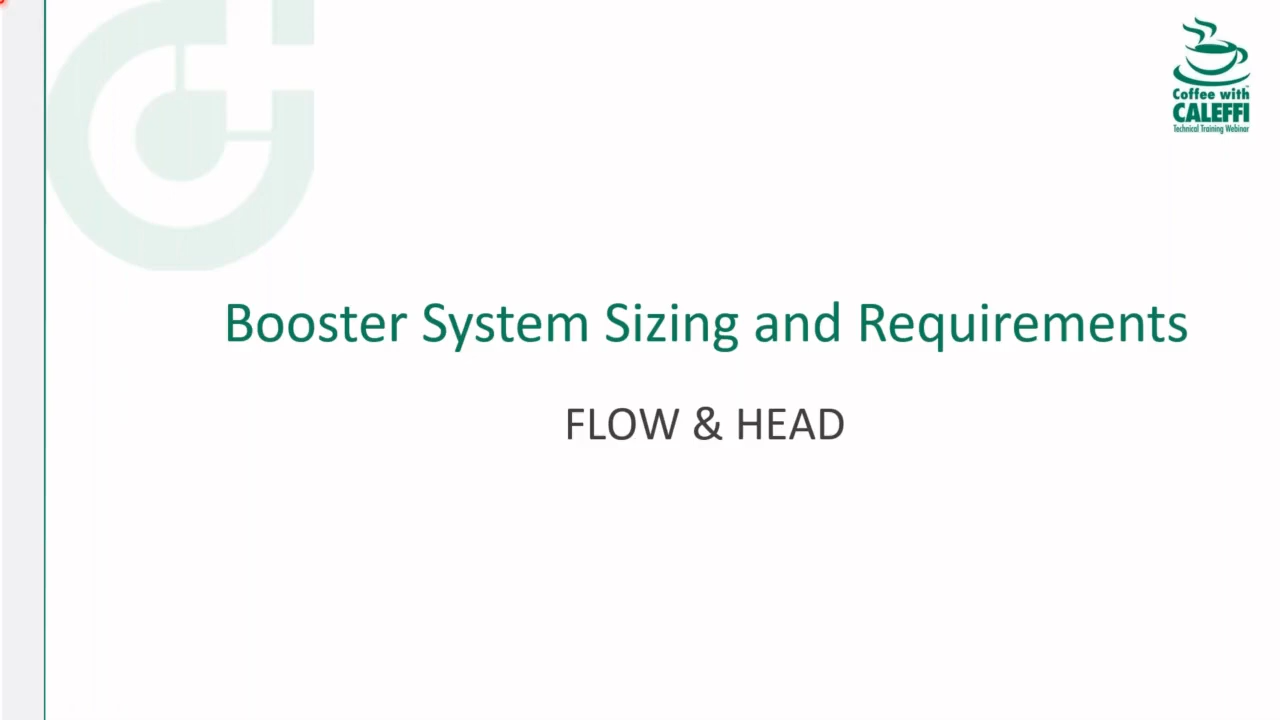 Coffee with
CALEFFI
Technical Training Webinar
Booster System Sizing and Requirements
FLOW & HEAD